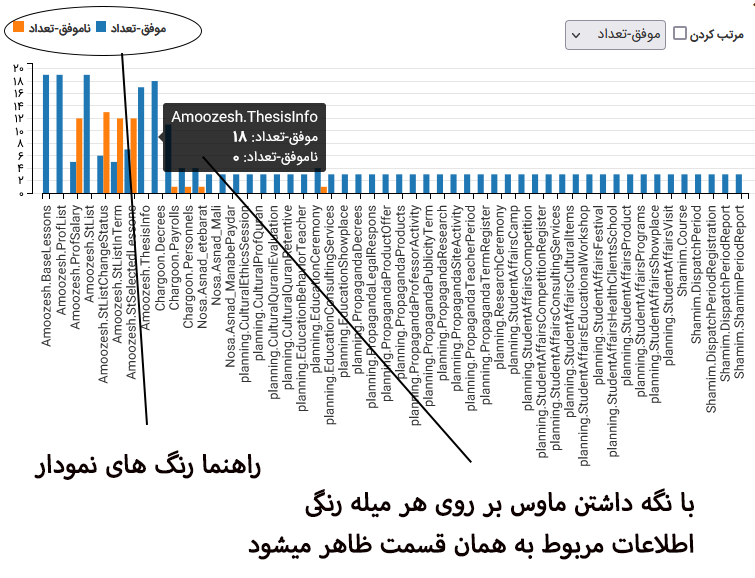 موفق-تعداد ناموفق-تعداد
مرتب کردن موفق-تعداد
۲۰
۱۸
۱۶
۱۴
۱۲
۱۰
۸
۶
۴
۲
۰
Amoozesh.ThesisInfo
موفق-تعداد: ۱۸
ناموفق-تعداد: ۰
Amoozesh.BaseLessons
Amoozesh.ProfList
Amoozesh.ProfSalary
Amoozesh.StList
Amoozesh.StListChangeStatus
Amoozesh.StListInTerm
Amoozesh.StSelectedLessons
Amoozesh.ThesisInfo
Chargoon.Decrees
Chargoon.Payrolls
Chargoon.Personnels
Nosa.Asnad_etebarat
Nosa.Asnad_Mali
Nosa.Asnad_ManabePaydar
planning.CulturalEthicsSession
planning.CulturalProfQuran
planning.CulturalQuraniEvaluation
planning.CulturalQuranRetentive
planning.EducationBehaviorTeacher
planning.EducationCeremony
planning.EducationConsultingServices
planning.EducationShowplace
planning.PropagandaDecrees
planning.PropagandaLegalRespons
planning.PropagandaProductOffer
planning.PropagandaProducts
planning.PropagandaProfessorActivity
planning.PropagandaPublicityTerm
planning.PropagandaResearch
planning.PropagandaSiteActivity
planning.PropagandaTeacherPeriod
planning.PropagandaTermRegister
planning.ResearchCeremony
planning.StudentAffairsCamp
planning.StudentAffairsCompetition
planning.StudentAffairsCompetitionRegister
planning.StudentAffairsConsultingServices
planning.StudentAffairsCulturalItems
planning.StudentAffairsEducationalWorkshop
planning.StudentAffairsFestival
planning.StudentAffairsHealthClientsSchool
planning.StudentAffairsProduct
planning.StudentAffairsPrograms
planning.StudentAffairsShowplace
planning.StudentAffairsVisit
Shamim.Course
Shamim.DispatchPeriod
Shamim.DispatchPeriodRegistration
Shamim.DispatchPeriodReport
Shamim.ShamimPeriodReport
راهنما رنگ های نمودار
با نگه داشتن ماوس بر روی هر میله رنگی
اطلاعات مربوط به همان قسمت ظاهر میشود